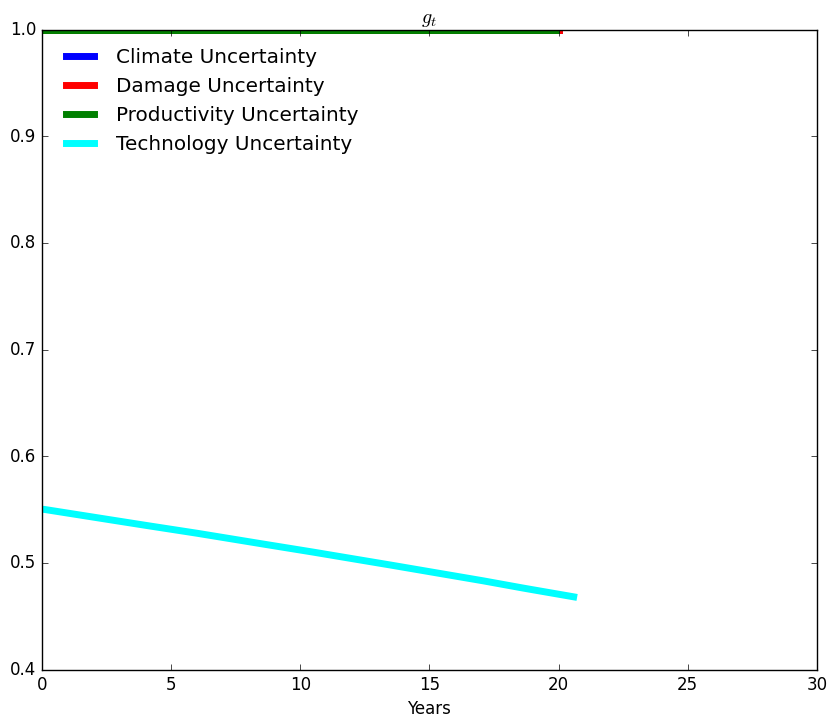 g_t
1.0
Climate Uncertainty
Damage Uncertainty
Productivity Uncertainty
Technology Uncertainty
0.9
0.8
0.7
0.6
0.5
0.4
0 5 10 15 20 25 30
Years